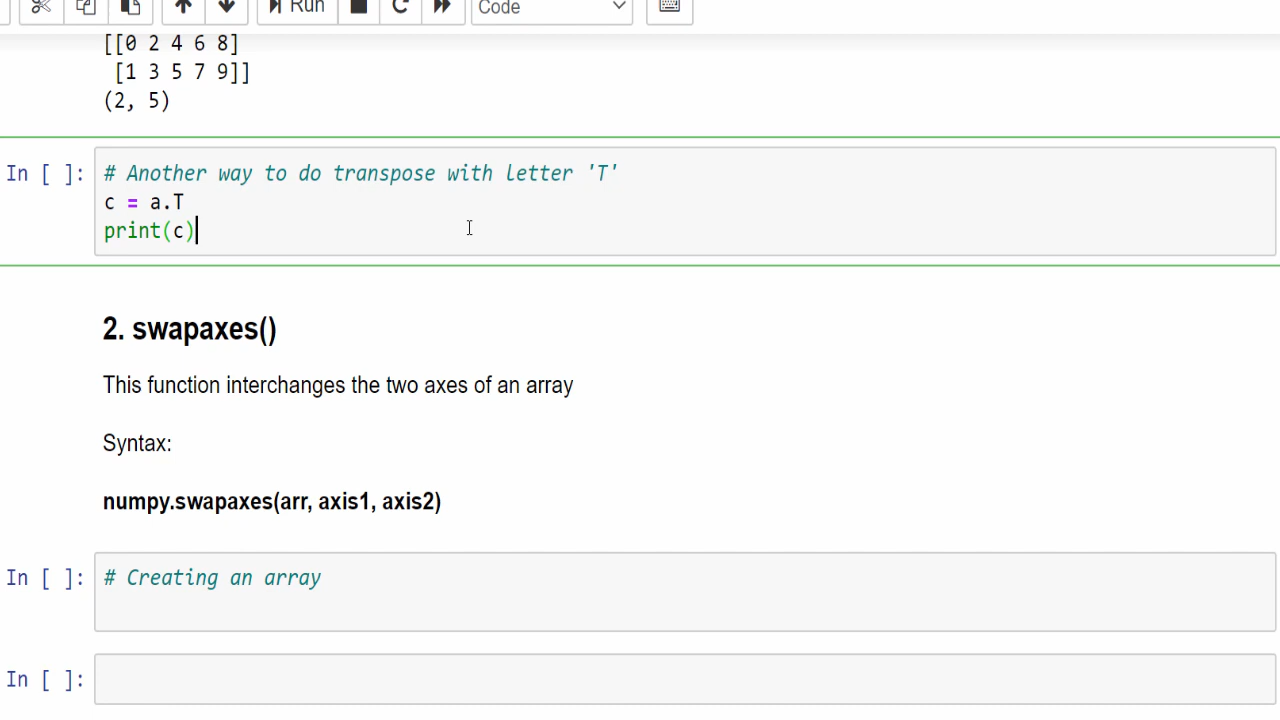 Run
Code
[[0 2 4 6 8]
[1 3 5 7 9]]
(2, 5)
In [ ]:
# Another way to do transpose with letter 'T'
c = a.T
print(c)
2. swapaxes()
This function interchanges the two axes of an array
Syntax:
numpy.swapaxes(arr, axis1, axis2)
In [ ]:
# Creating an array
In [ ]: